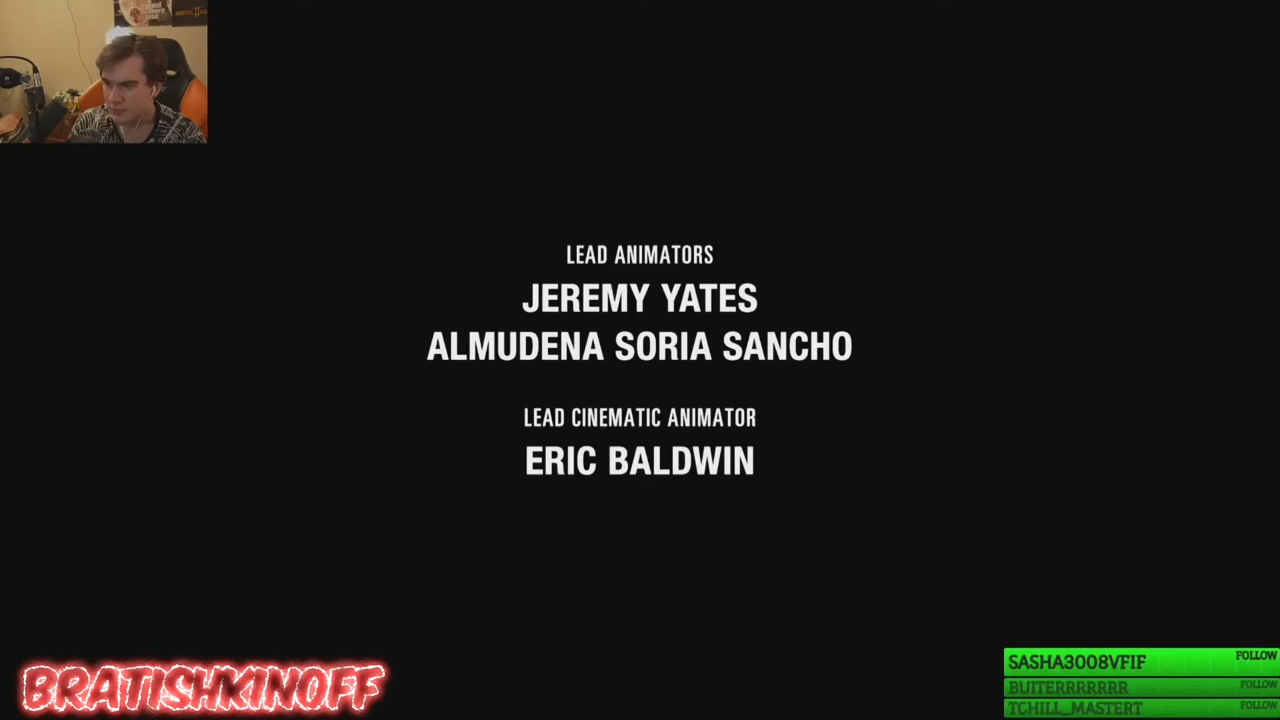 LEAD ANIMATORS
JEREMY YATES
ALMUDENA SORIA SANCHO
LEAD CINEMATIC ANIMATOR
ERIC BALDWIN
BRATISHKINOFF
SASHA3008VFIF FOLLOW
BUITERRRRRRR FOLLOW
TCHILL_MASTERT FOLLOW